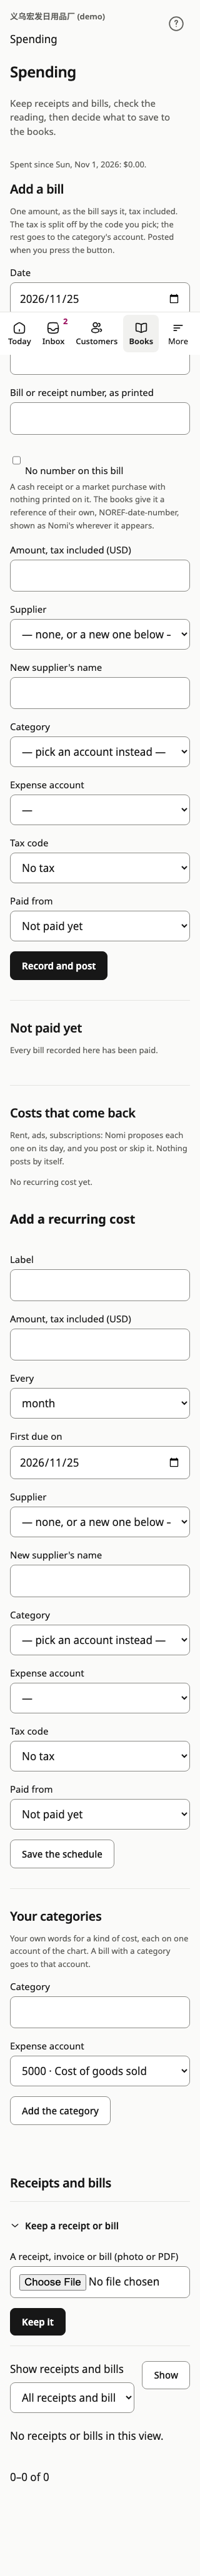 义乌宏发日用品厂 (demo)
Spending
Spending
Keep receipts and bills, check the
reading, then decide what to save to
the books.
Spent since Sun, Nov 1, 2026: $0.00.
Add a bill
One amount, as the bill says it, tax included.
The tax is split off by the code you pick; the
rest goes to the category's account. Posted
when you press the button.
Date
2026/11/25
Today
Inbox
2
Customers
Books
More
Bill or receipt number, as printed
No number on this bill
A cash receipt or a market purchase with
nothing printed on it. The books give it a
reference of their own, NOREF-date-number,
shown as Nomi's wherever it appears.
Amount, tax included (USD)
Supplier
— none, or a new one below –
New supplier's name
Category
— pick an account instead —
Expense account
—
Tax code
No tax
Paid from
Not paid yet
Record and post
Not paid yet
Every bill recorded here has been paid.
Costs that come back
Rent, ads, subscriptions: Nomi proposes each
one on its day, and you post or skip it. Nothing
posts by itself.
No recurring cost yet.
Add a recurring cost
Label
Amount, tax included (USD)
Every
month
First due on
2026/11/25
Supplier
— none, or a new one below –
New supplier's name
Category
— pick an account instead —
Expense account
—
Tax code
No tax
Paid from
Not paid yet
Save the schedule
Your categories
Your own words for a kind of cost, each on one
account of the chart. A bill with a category
goes to that account.
Category
Expense account
5000 · Cost of goods sold
Add the category
Receipts and bills
Keep a receipt or bill
A receipt, invoice or bill (photo or PDF)
Choose File No file chosen
Keep it
Show receipts and bills
Show
All receipts and bill
No receipts or bills in this view.
0–0 of 0